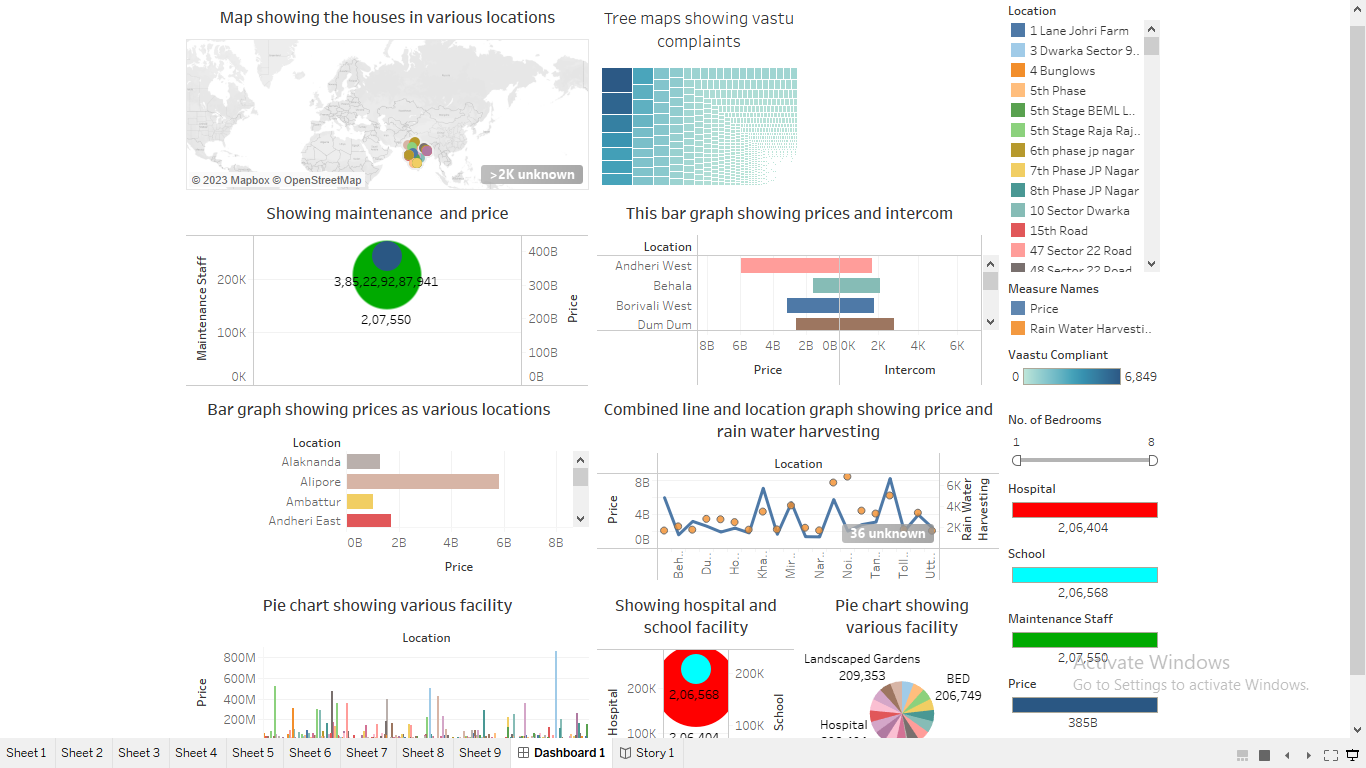 Map showing the houses in various locations
© 2023 Mapbox © OpenStreetMap
>2K unknown
Tree maps showing vastu
complaints
Showing maintenance and price
Maintenance Staff
200K
100K
0K
3,85,22,92,87,941
2,07,550
400B
300B
200B
100B
0B
Price
This bar graph showing prices and intercom
Location
Andheri West
Behala
Borivali West
Dum Dum
8B 6B 4B 2B 0B 0K 2K 4K 6K
Price Intercom
Bar graph showing prices as various locations
Location
Alaknanda
Alipore
Ambattur
Andheri East
0B 2B 4B 6B 8B
Price
Combined line and location graph showing price and
rain water harvesting
Location
Price
8B
4B
0B
6K
4K
2K
Rain Water
Harvesting
36 unknown
Beh..
Du..
Ho..
Kha..
Mir..
Nar..
Noi..
Tan..
Toll..
Utt..
Pie chart showing various facility
Location
Price
800M
600M
400M
200M
Showing hospital and
school facility
Hospital
200K
100K
2,06,568
2,06,404
200K
100K
School
Pie chart showing
various facility
Landscaped Gardens
209,353
BED
206,749
Hospital
Location
1 Lane Johri Farm
3 Dwarka Sector 9..
4 Bunglows
5th Phase
5th Stage BEML L..
5th Stage Raja Raj..
5th phase jp nagar
7th Phase JP Nagar
8th Phase JP Nagar
10 Sector Dwarka
15th Road
47 Sector 22 Road
48 Sector 22 Road
Measure Names
Price
Rain Water Harvesti..
Vaastu Compliant
0 6,849
No. of Bedrooms
1 8
Hospital
2,06,404
School
2,06,568
Maintenance Staff
2,07,550
Price
385B
Activate Windows
Go to Settings to activate Windows.
Sheet 1 Sheet 2 Sheet 3 Sheet 4 Sheet 5 Sheet 6 Sheet 7 Sheet 8 Sheet 9 Dashboard 1 Story 1